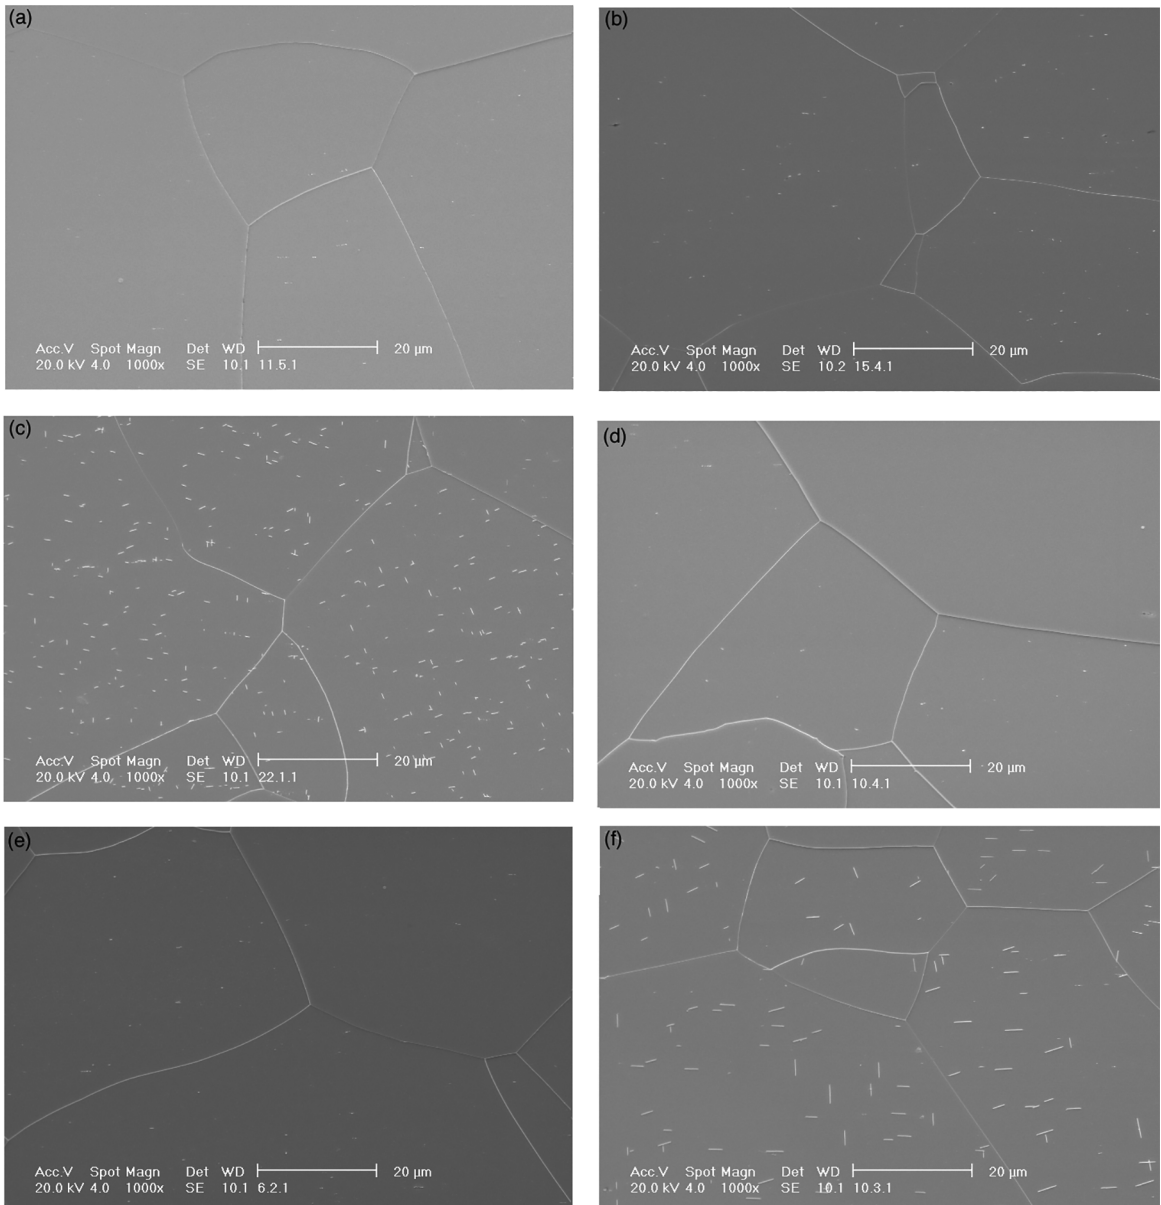 (a)
Acc.V Spot Magn Det WD 20 µm
20.0 kV 4.0 1000x SE 10.1 11.5.1
(b)
Acc.V Spot Magn Det WD 20 µm
20.0 kV 4.0 1000x SE 10.2 15.4.1
(c)
Acc.V Spot Magn Det WD 20 µm
20.0 kV 4.0 1000x SE 10.1 22.1.1
(d)
Acc.V Spot Magn Det WD 20 µm
20.0 kV 4.0 1000x SE 10.1 10.4.1
(e)
Acc.V Spot Magn Det WD 20 µm
20.0 kV 4.0 1000x SE 10.1 6.2.1
(f)
Acc.V Spot Magn Det WD 20 µm
20.0 kV 4.0 1000x SE 10.1 10.3.1